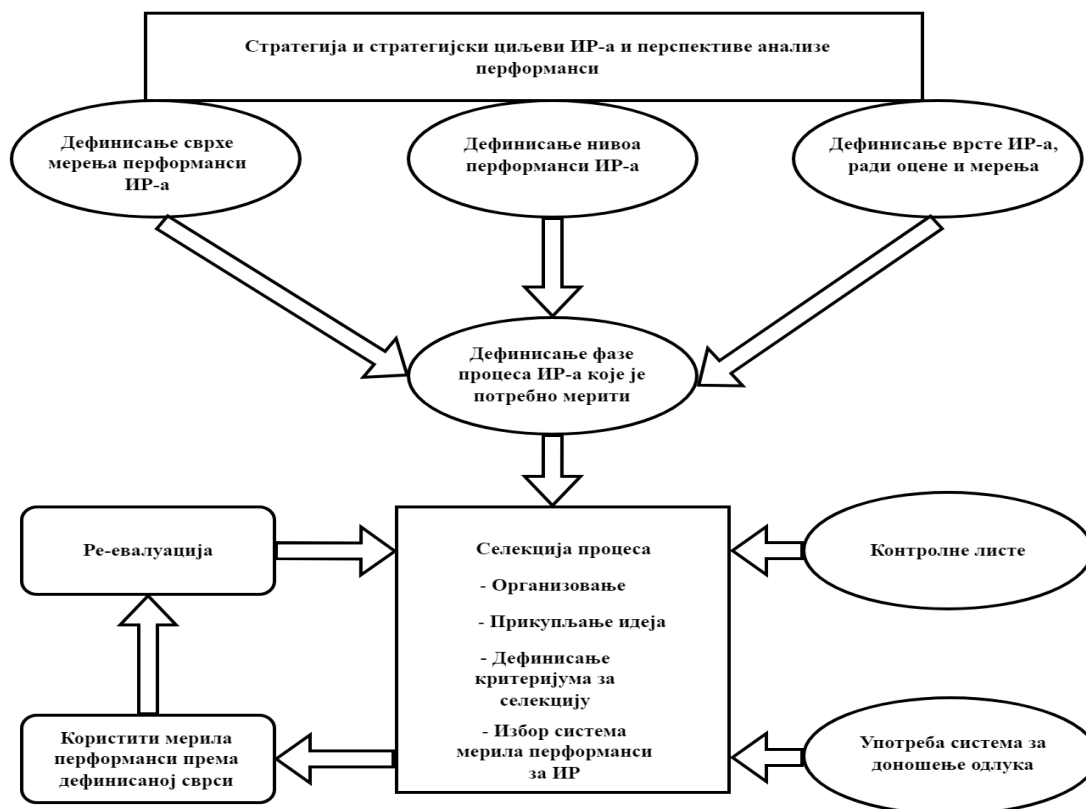 Стратегија и стратегијски циљеви ИР-а и перспективе анализе
перформанси
Дефинисање сврхе
мерења перформанси
ИР-а
Дефинисање нивоа
перформанси ИР-а
Дефинисање врсте ИР-а,
ради оцене и мерења
Дефинисање фазе
процеса ИР-а које је
потребно мерити
Ре-евалуација
Селекција процеса
- Организовање
- Прикупљање идеја
- Дефинисање
критеријума за
селекцију
- Избор система
мерила перформанси
за ИР
Контролне листе
Користити мерила
перформанси према
дефинисаној сврси
Употреба система за
доношење одлука